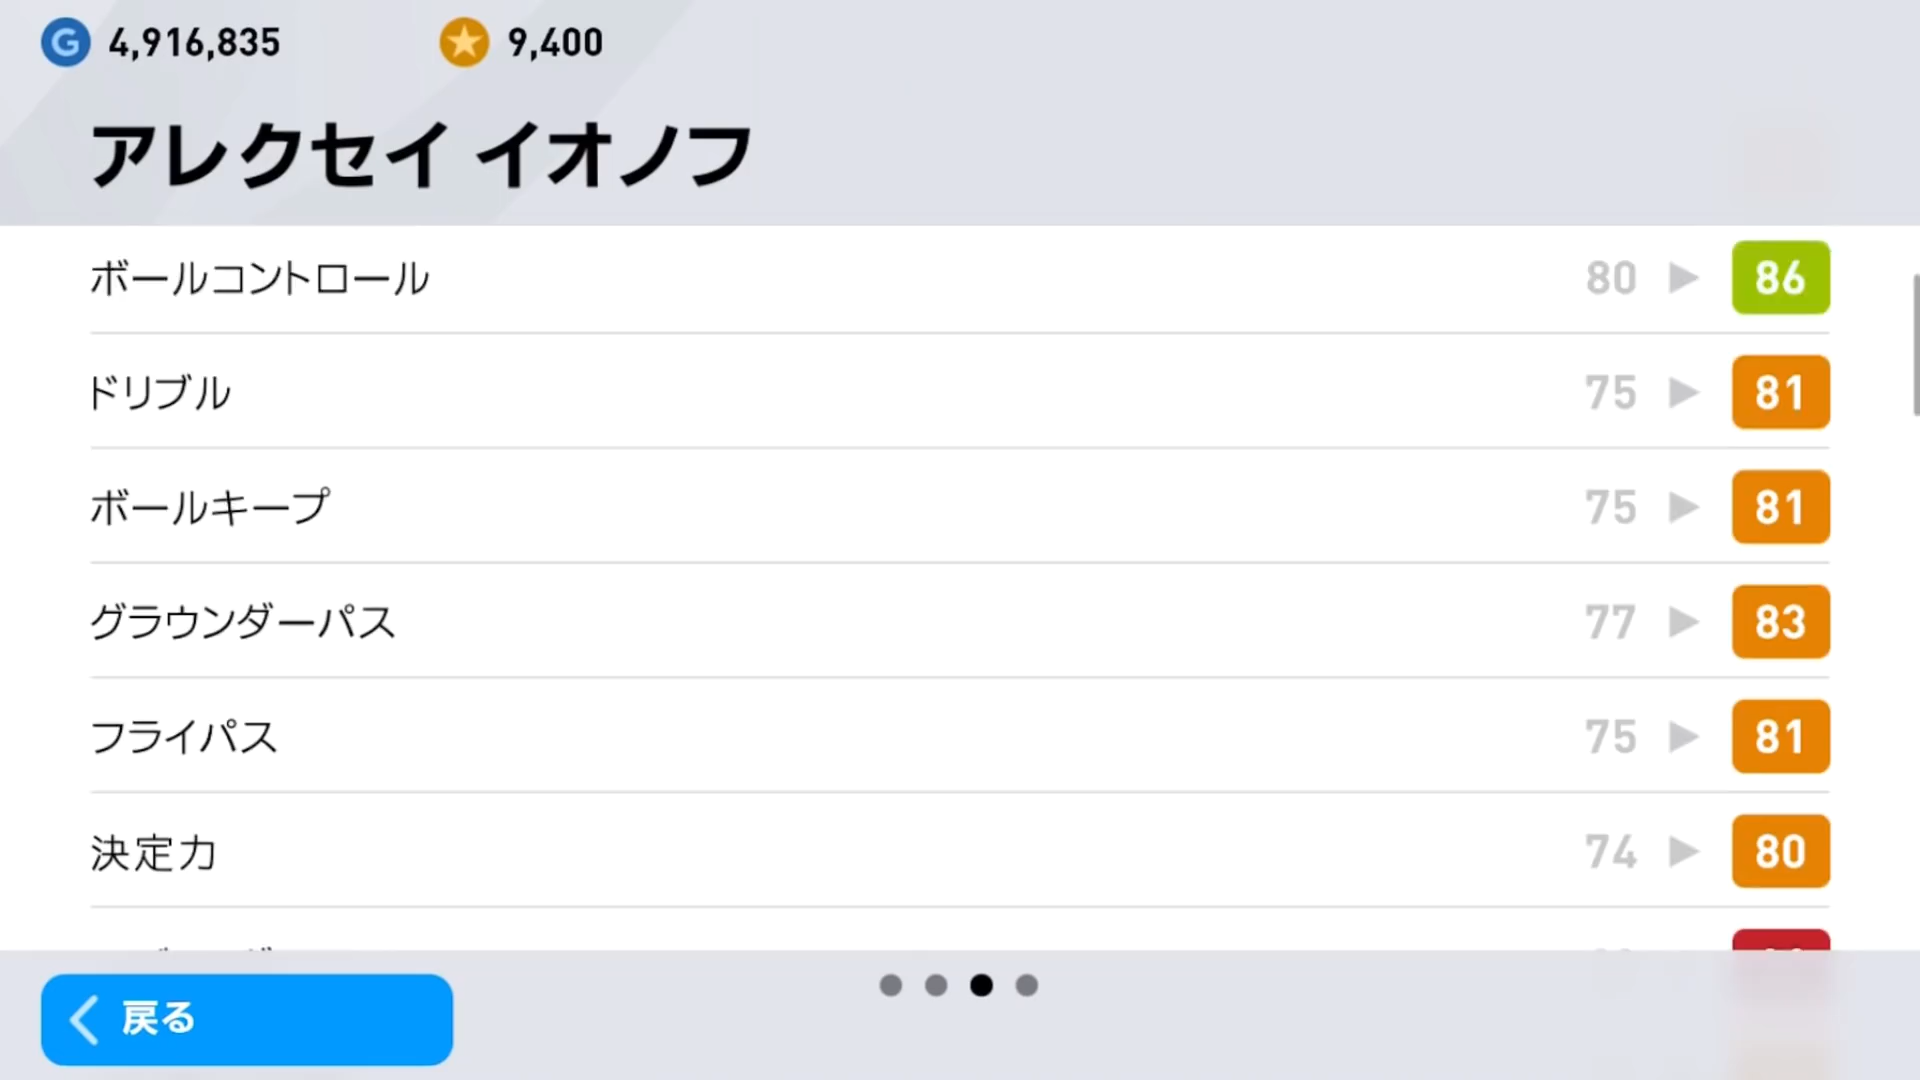 G 4,916,835 9,400
アレクセイ イオノフ
ボールコントロール 80 ▶ 86
ドリブル 75 ▶ 81
ボールキープ 75 ▶ 81
グラウンダーパス 77 ▶ 83
フライパス 75 ▶ 81
決定力 74 ▶ 80
戻る